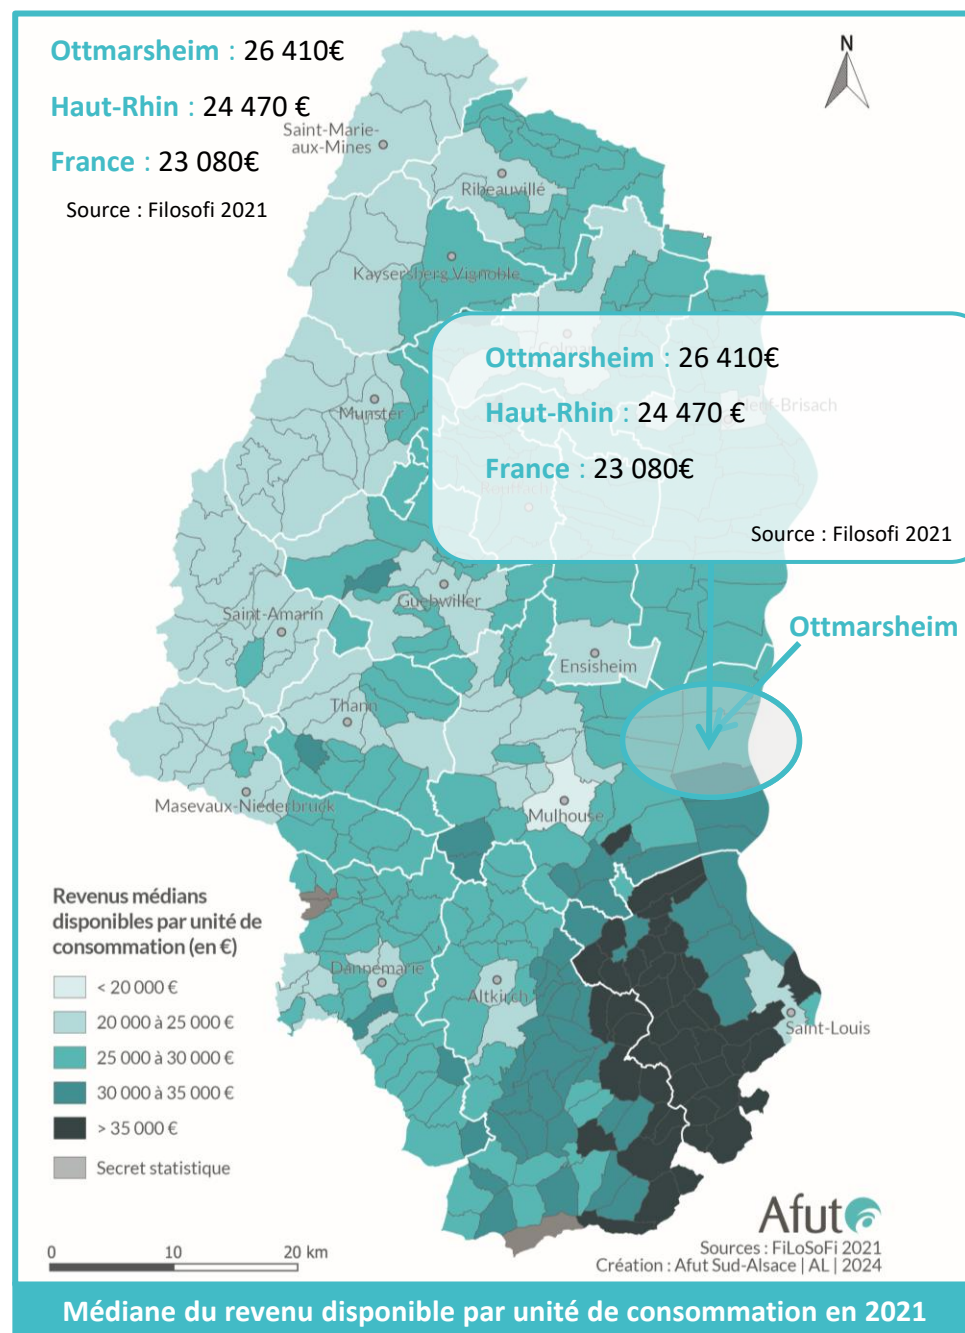 Ottmarsheim : 26 410€
Haut-Rhin : 24 470 €
France : 23 080€
Source : Filosofi 2021
N
Saint-Marie-
aux-Mines
Ribeauvillé
Kaysersberg Vignoble
Colmar
Ottmarsheim : 26 410€
Haut-Rhin : 24 470 €
France : 23 080€
Source : Filosofi 2021
Neuf-Brisach
Munster
Rouffach
Guebwiller
Saint-Amarin
Ottmarsheim
Ensisheim
Thann
Masevaux-Niederbruck
Mulhouse
Revenus médians
disponibles par unité de
consommation (en €)
< 20 000 €
20 000 à 25 000 €
25 000 à 30 000 €
30 000 à 35 000 €
> 35 000 €
Secret statistique
Dannemarie
Altkirch
Saint-Louis
0 10 20 km
Afut
Sources : FiLoSoFi 2021
Création : Afut Sud-Alsace | AL | 2024
Médiane du revenu disponible par unité de consommation en 2021